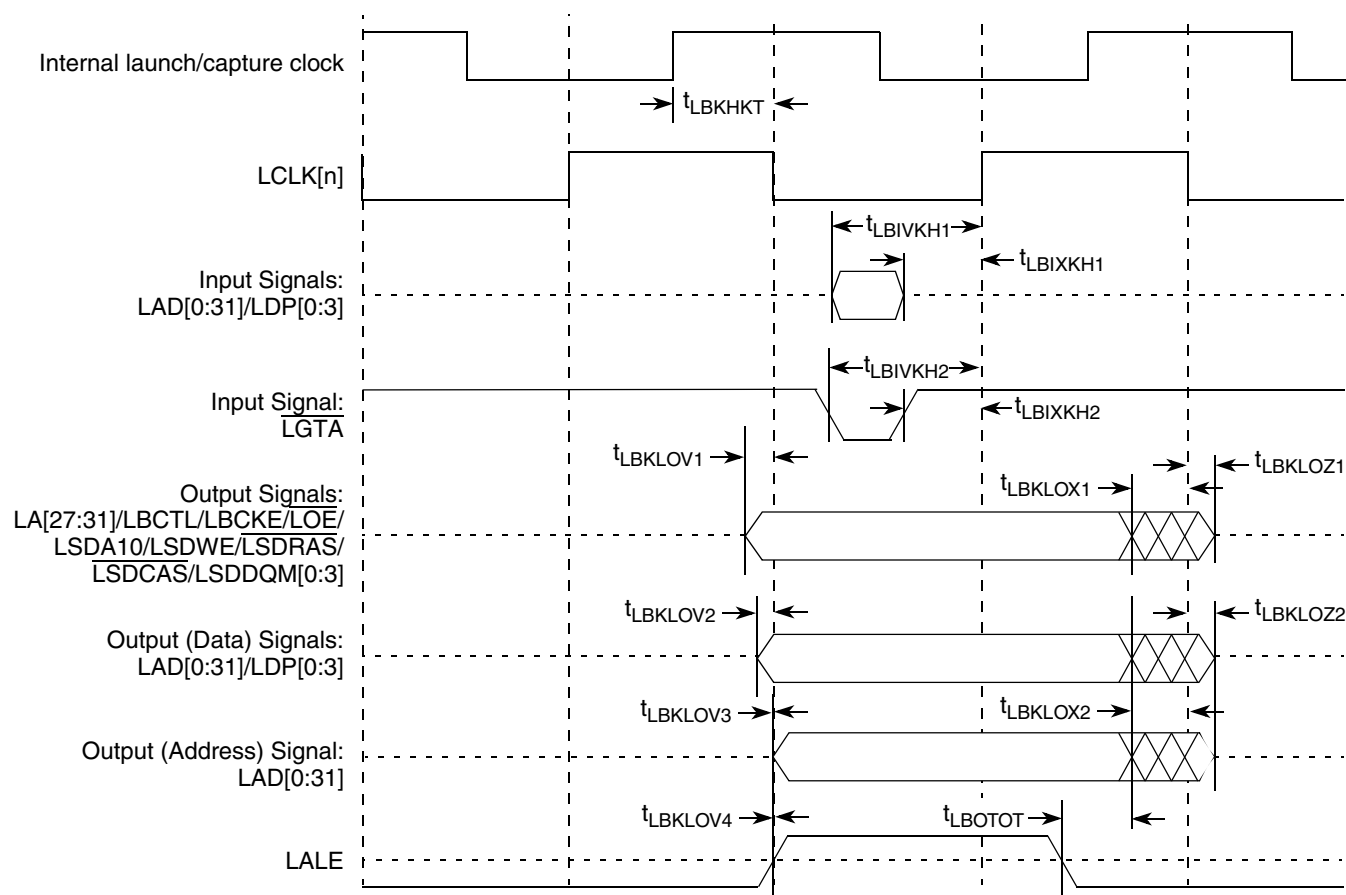 Internal launch/capture clock
tLBKHKT
LCLK[n]
tLBIVKH1
tLBIXKH1
Input Signals:
LAD[0:31]/LDP[0:3]
tLBIVKH2
tLBIXKH2
Input Signal:
LGTA
tLBKLOV1
tLBKLOX1
tLBKLOZ1
Output Signals:
LA[27:31]/LBCTL/LBCKE/LOE/
LSDA10/LSDWE/LSDRAS/
LSDCAS/LSDDQM[0:3]
tLBKLOV2
tLBKLOZ2
Output (Data) Signals:
LAD[0:31]/LDP[0:3]
tLBKLOV3
tLBKLOX2
Output (Address) Signal:
LAD[0:31]
tLBKLOV4
tLBOTOT
LALE